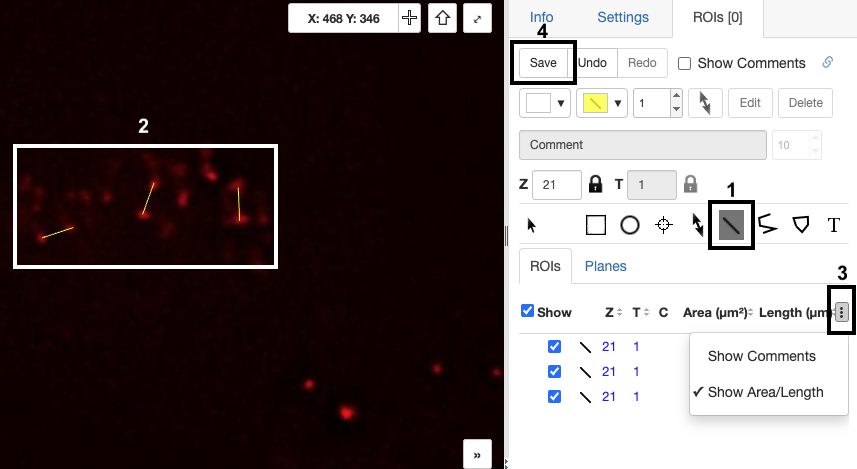 X: 468 Y: 346
Info Settings ROIs [0]
4
Save Undo Redo Show Comments
1 Edit Delete
2
Comment 10
Z 21 T 1
1
T
ROIs Planes
3
Show Z T C Area (µm²) Length (µm)
21 1
Show Comments
21 1
✓ Show Area/Length
21 1
»